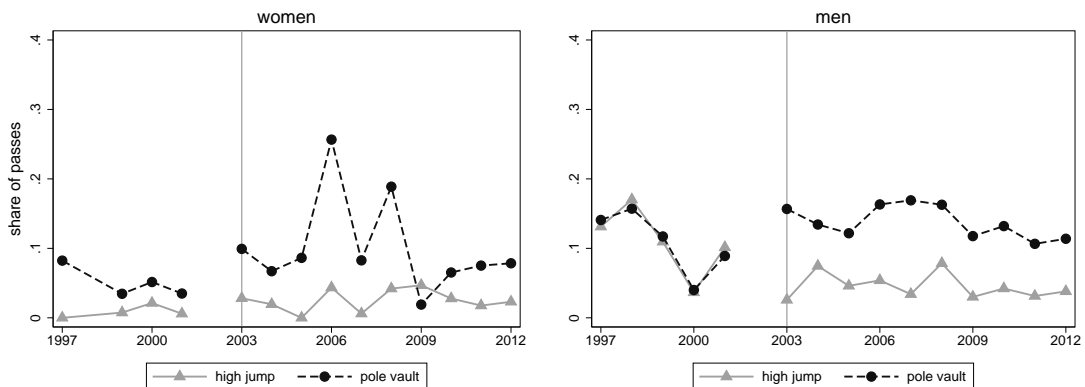 women
men
share of passes
.4
.3
.2
.1
0
1997 2000 2003 2006 2009 2012
high jump pole vault
.4
.3
.2
.1
0
1997 2000 2003 2006 2009 2012
high jump pole vault